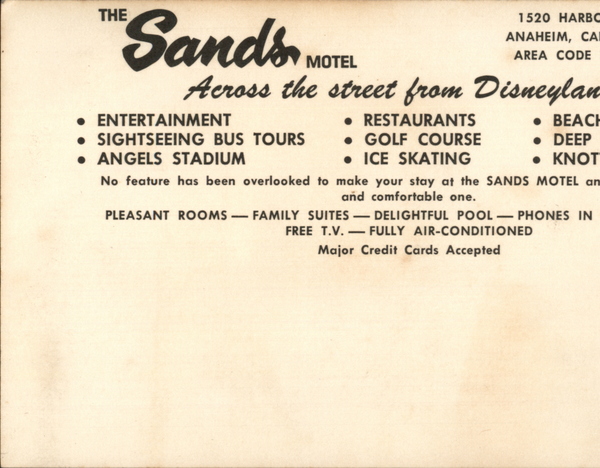 THE Sands MOTEL
1520 HARBO
ANAHEIM, CAL
AREA CODE
Across the street from Disneylan
• ENTERTAINMENT • RESTAURANTS • BEACH
• SIGHTSEEING BUS TOURS • GOLF COURSE • DEEP
• ANGELS STADIUM • ICE SKATING • KNOT
No feature has been overlooked to make your stay at the SANDS MOTEL an
and comfortable one.
PLEASANT ROOMS — FAMILY SUITES — DELIGHTFUL POOL — PHONES IN
FREE T.V. — FULLY AIR-CONDITIONED
Major Credit Cards Accepted